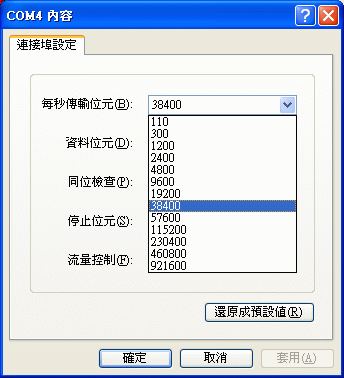 COM4 內容
連接埠設定
每秒傳輸位元(B): 38400
110
300
1200
資料位元(D):
2400
4800
同位檢查(P):
9600
19200
38400
停止位元(S):
57600
115200
230400
流量控制(F):
460800
921600
還原成預設值(R)
確定 取消 套用(A)